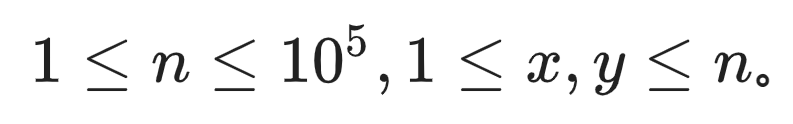 1 ≤ n ≤ 10⁵, 1 ≤ x, y ≤ n。